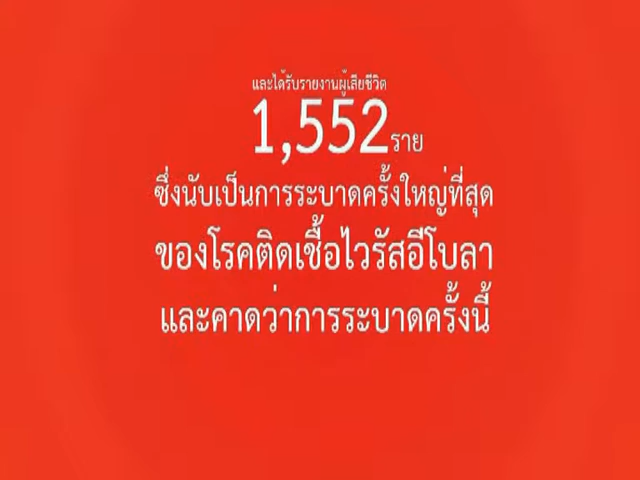 และได้รับรายงานผู้เสียชีวิต
1,552 ราย
ซึ่งนับเป็นการระบาดครั้งใหญ่ที่สุด
ของโรคติดเชื้อไวรัสอีโบลา
และคาดว่าการระบาดครั้งนี้